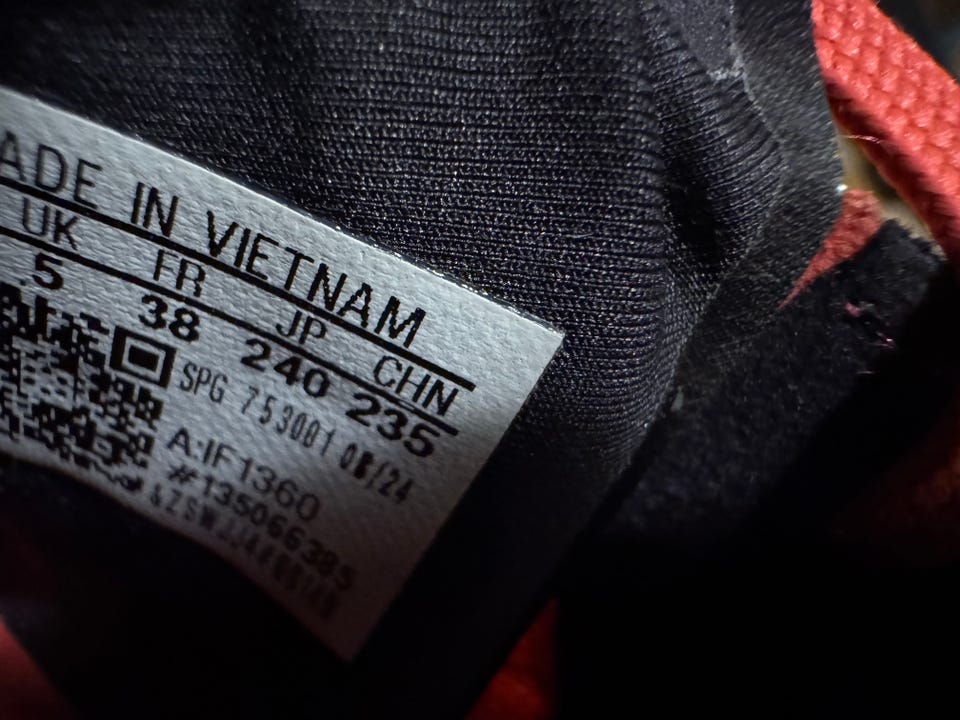 ADE IN VIETNAM
UK FR JP CHN
5 38 240 235
SPG 753001 08/24
A:IF1360
#135066385